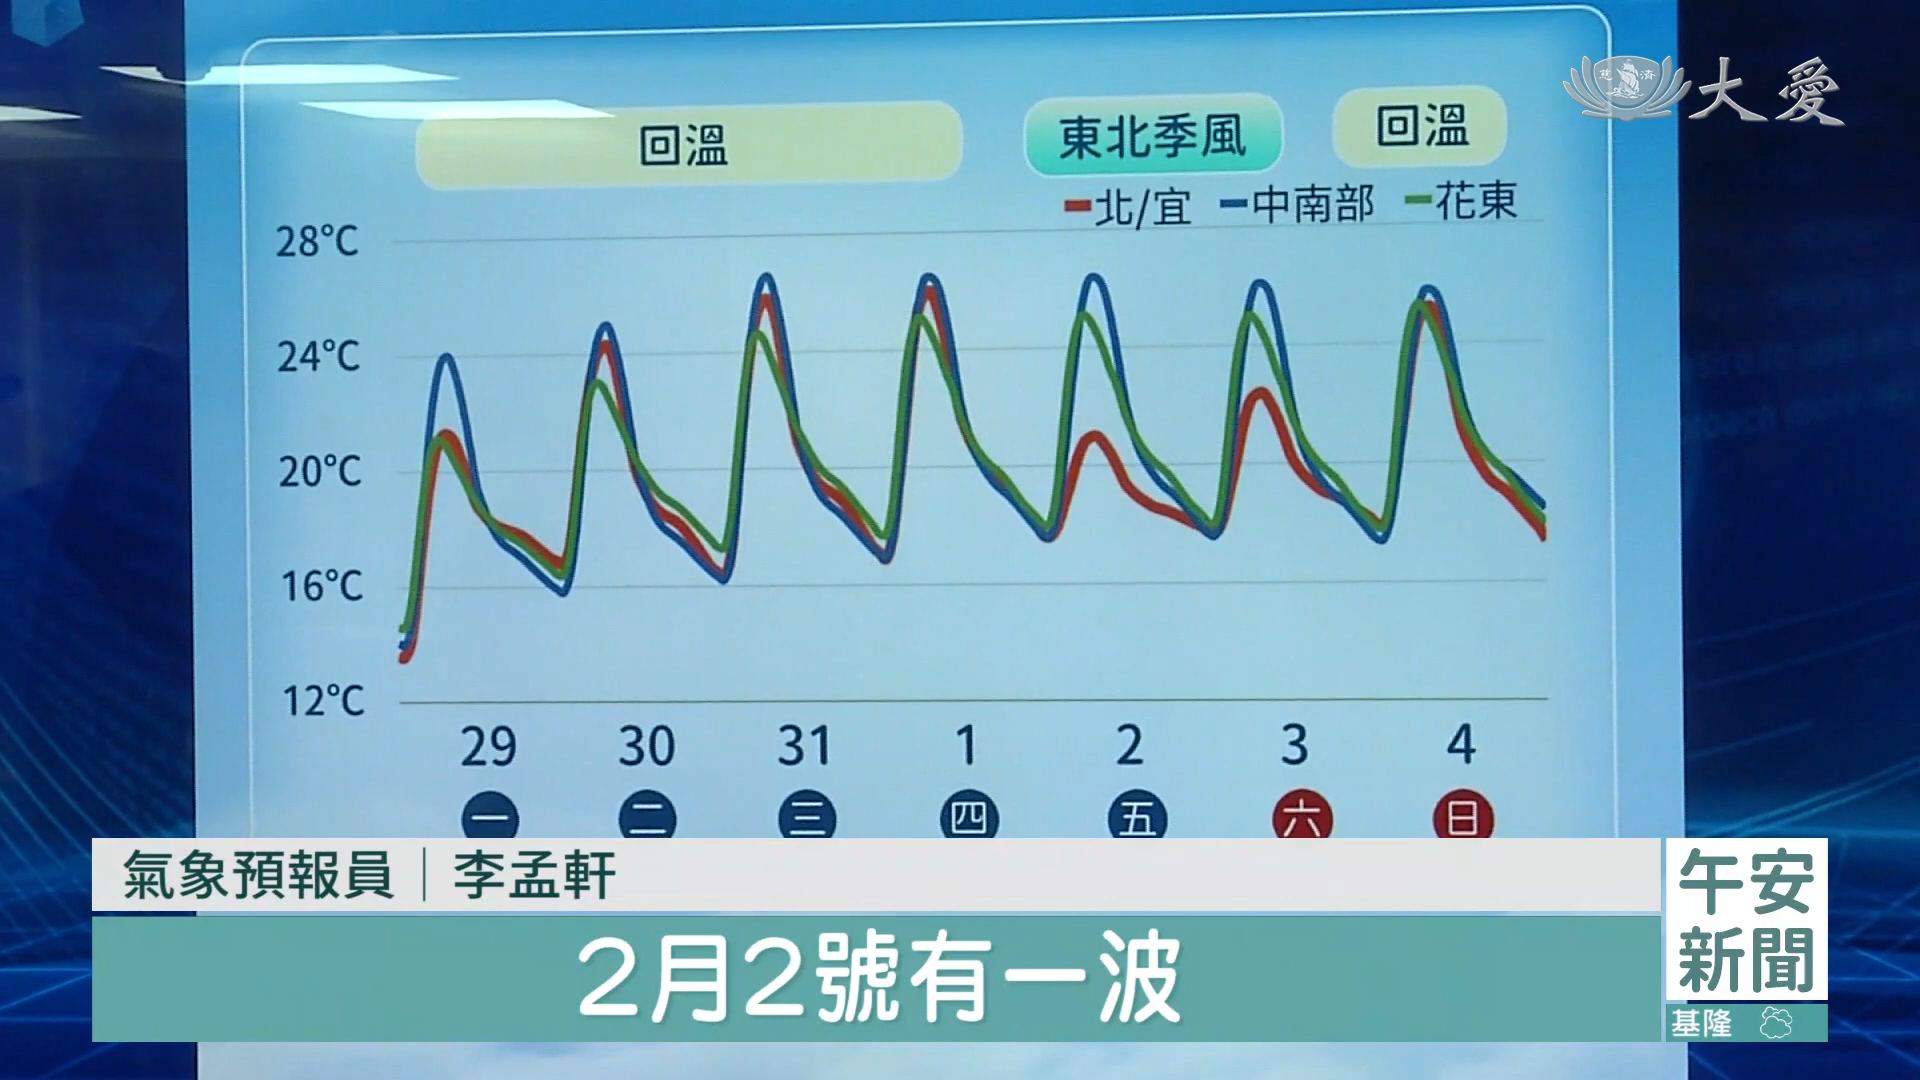 慈濟
大愛
回溫
東北季風
回溫
北/宜 中南部 花東
28°C
24°C
20°C
16°C
12°C
29 30 31 1 2 3 4
一 二 三 四 五 六 日
氣象預報員｜李孟軒
2月2號有一波
午安
新聞
基隆